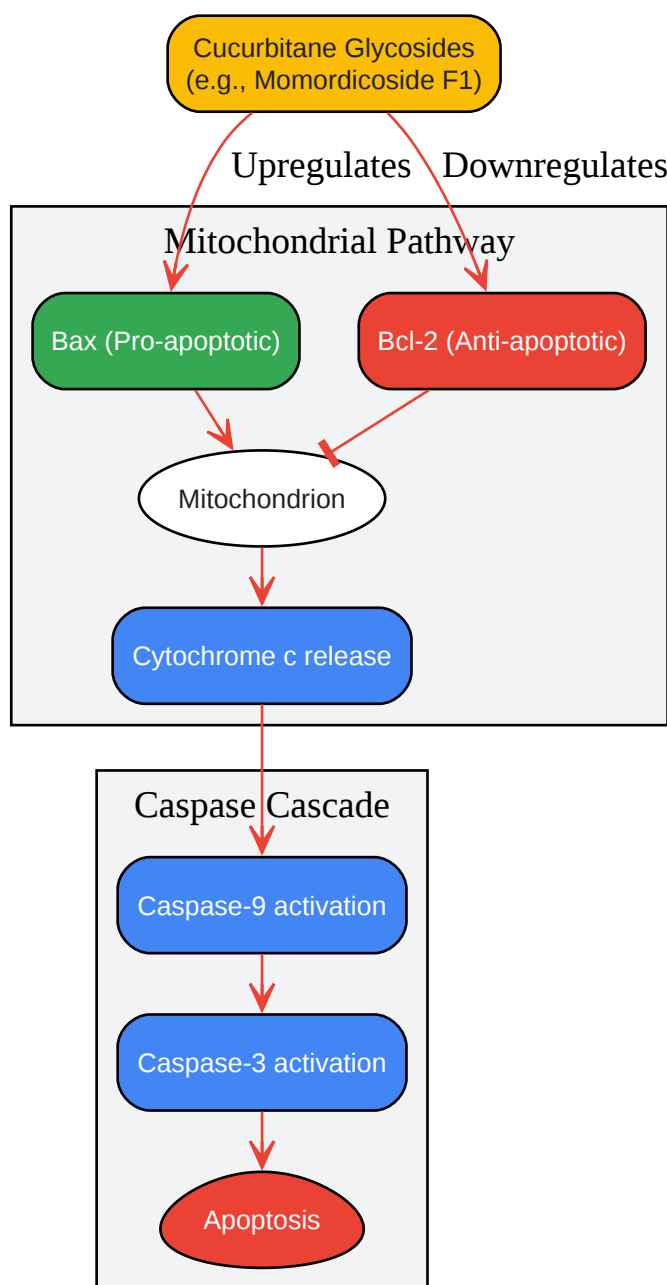 Cucurbitane Glycosides
(e.g., Momordicoside F1)
Upregulates
Downregulates
Mitochondrial Pathway
Bax (Pro-apoptotic)
Bcl-2 (Anti-apoptotic)
Mitochondrion
Cytochrome c release
Caspase Cascade
Caspase-9 activation
Caspase-3 activation
Apoptosis